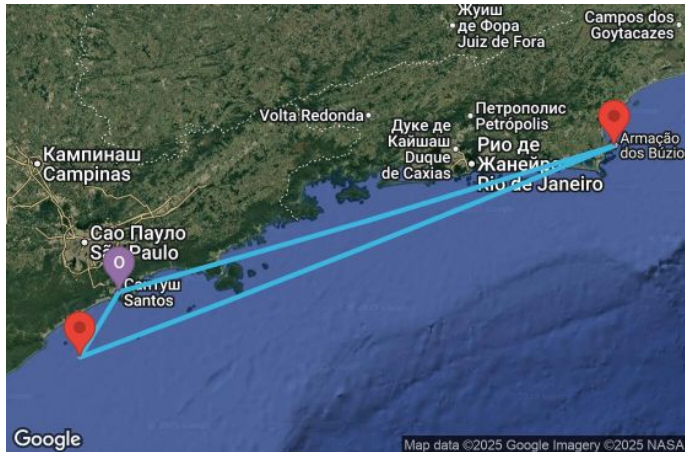 Жуиш
де Фора
Juiz de Fora
Campos dos
Goytacazes
Volta Redonda
Петрополис
Petrópolis
Дуке де
Кайшаш
Duque
de Caxias
Рио де
Жанейро
Rio de Janeiro
Armação
dos Búzio
Кампинаш
Campinas
Сао Пауло
São Paulo
O
Сантуш
Santos
Google
Map data ©2025 Google Imagery ©2025 NASA